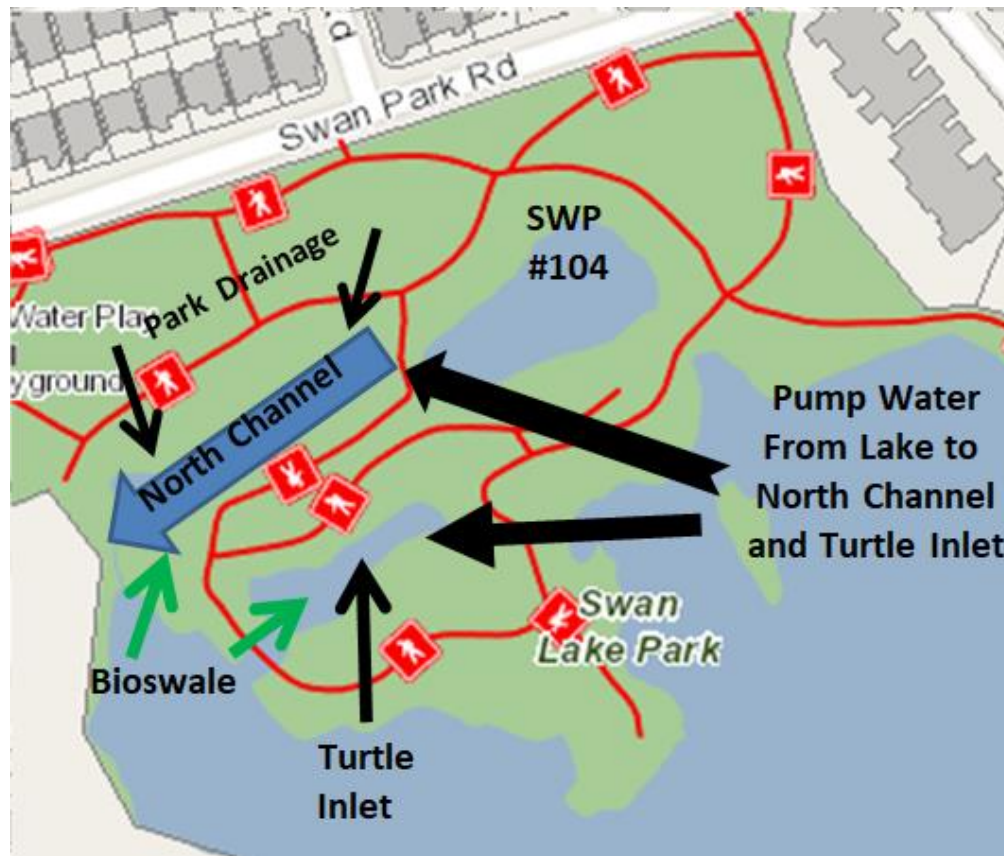 Swan Park Rd
SWP
#104
Park Drainage
Water Play
yground
North Channel
Pump Water
From Lake to
North Channel
and Turtle Inlet
Swan
Lake Park
Bioswale
Turtle
Inlet